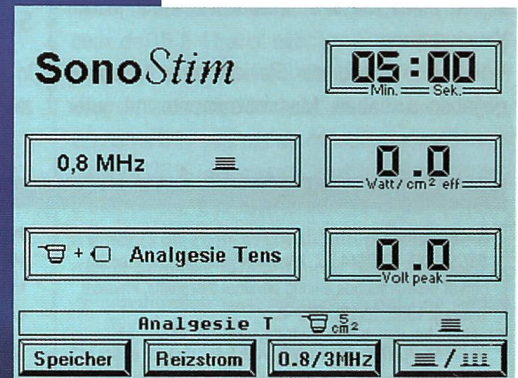 SonoStim
05:00
Min. Sek.
0,8 MHz
0.0
Watt/cm² eff
+ Analgesie Tens
0.0
Volt peak
Analgesie T 5 cm²
Speicher Reizstrom 0.8/3MHz /